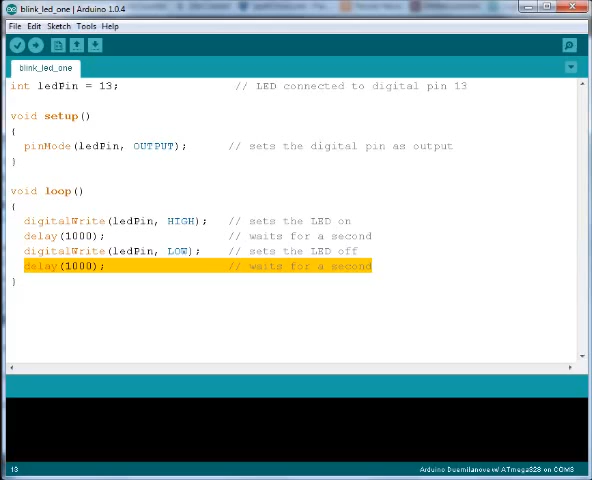 blink_led_one | Arduino 1.0.4
File Edit Sketch Tools Help
blink_led_one
int ledPin = 13; // LED connected to digital pin 13
void setup()
{
pinMode(ledPin, OUTPUT); // sets the digital pin as output
}
void loop()
{
digitalWrite(ledPin, HIGH); // sets the LED on
delay(1000); // waits for a second
digitalWrite(ledPin, LOW); // sets the LED off
delay(1000); // waits for a second
}
13 Arduino Duemilanove w/ ATmega328 on COM3